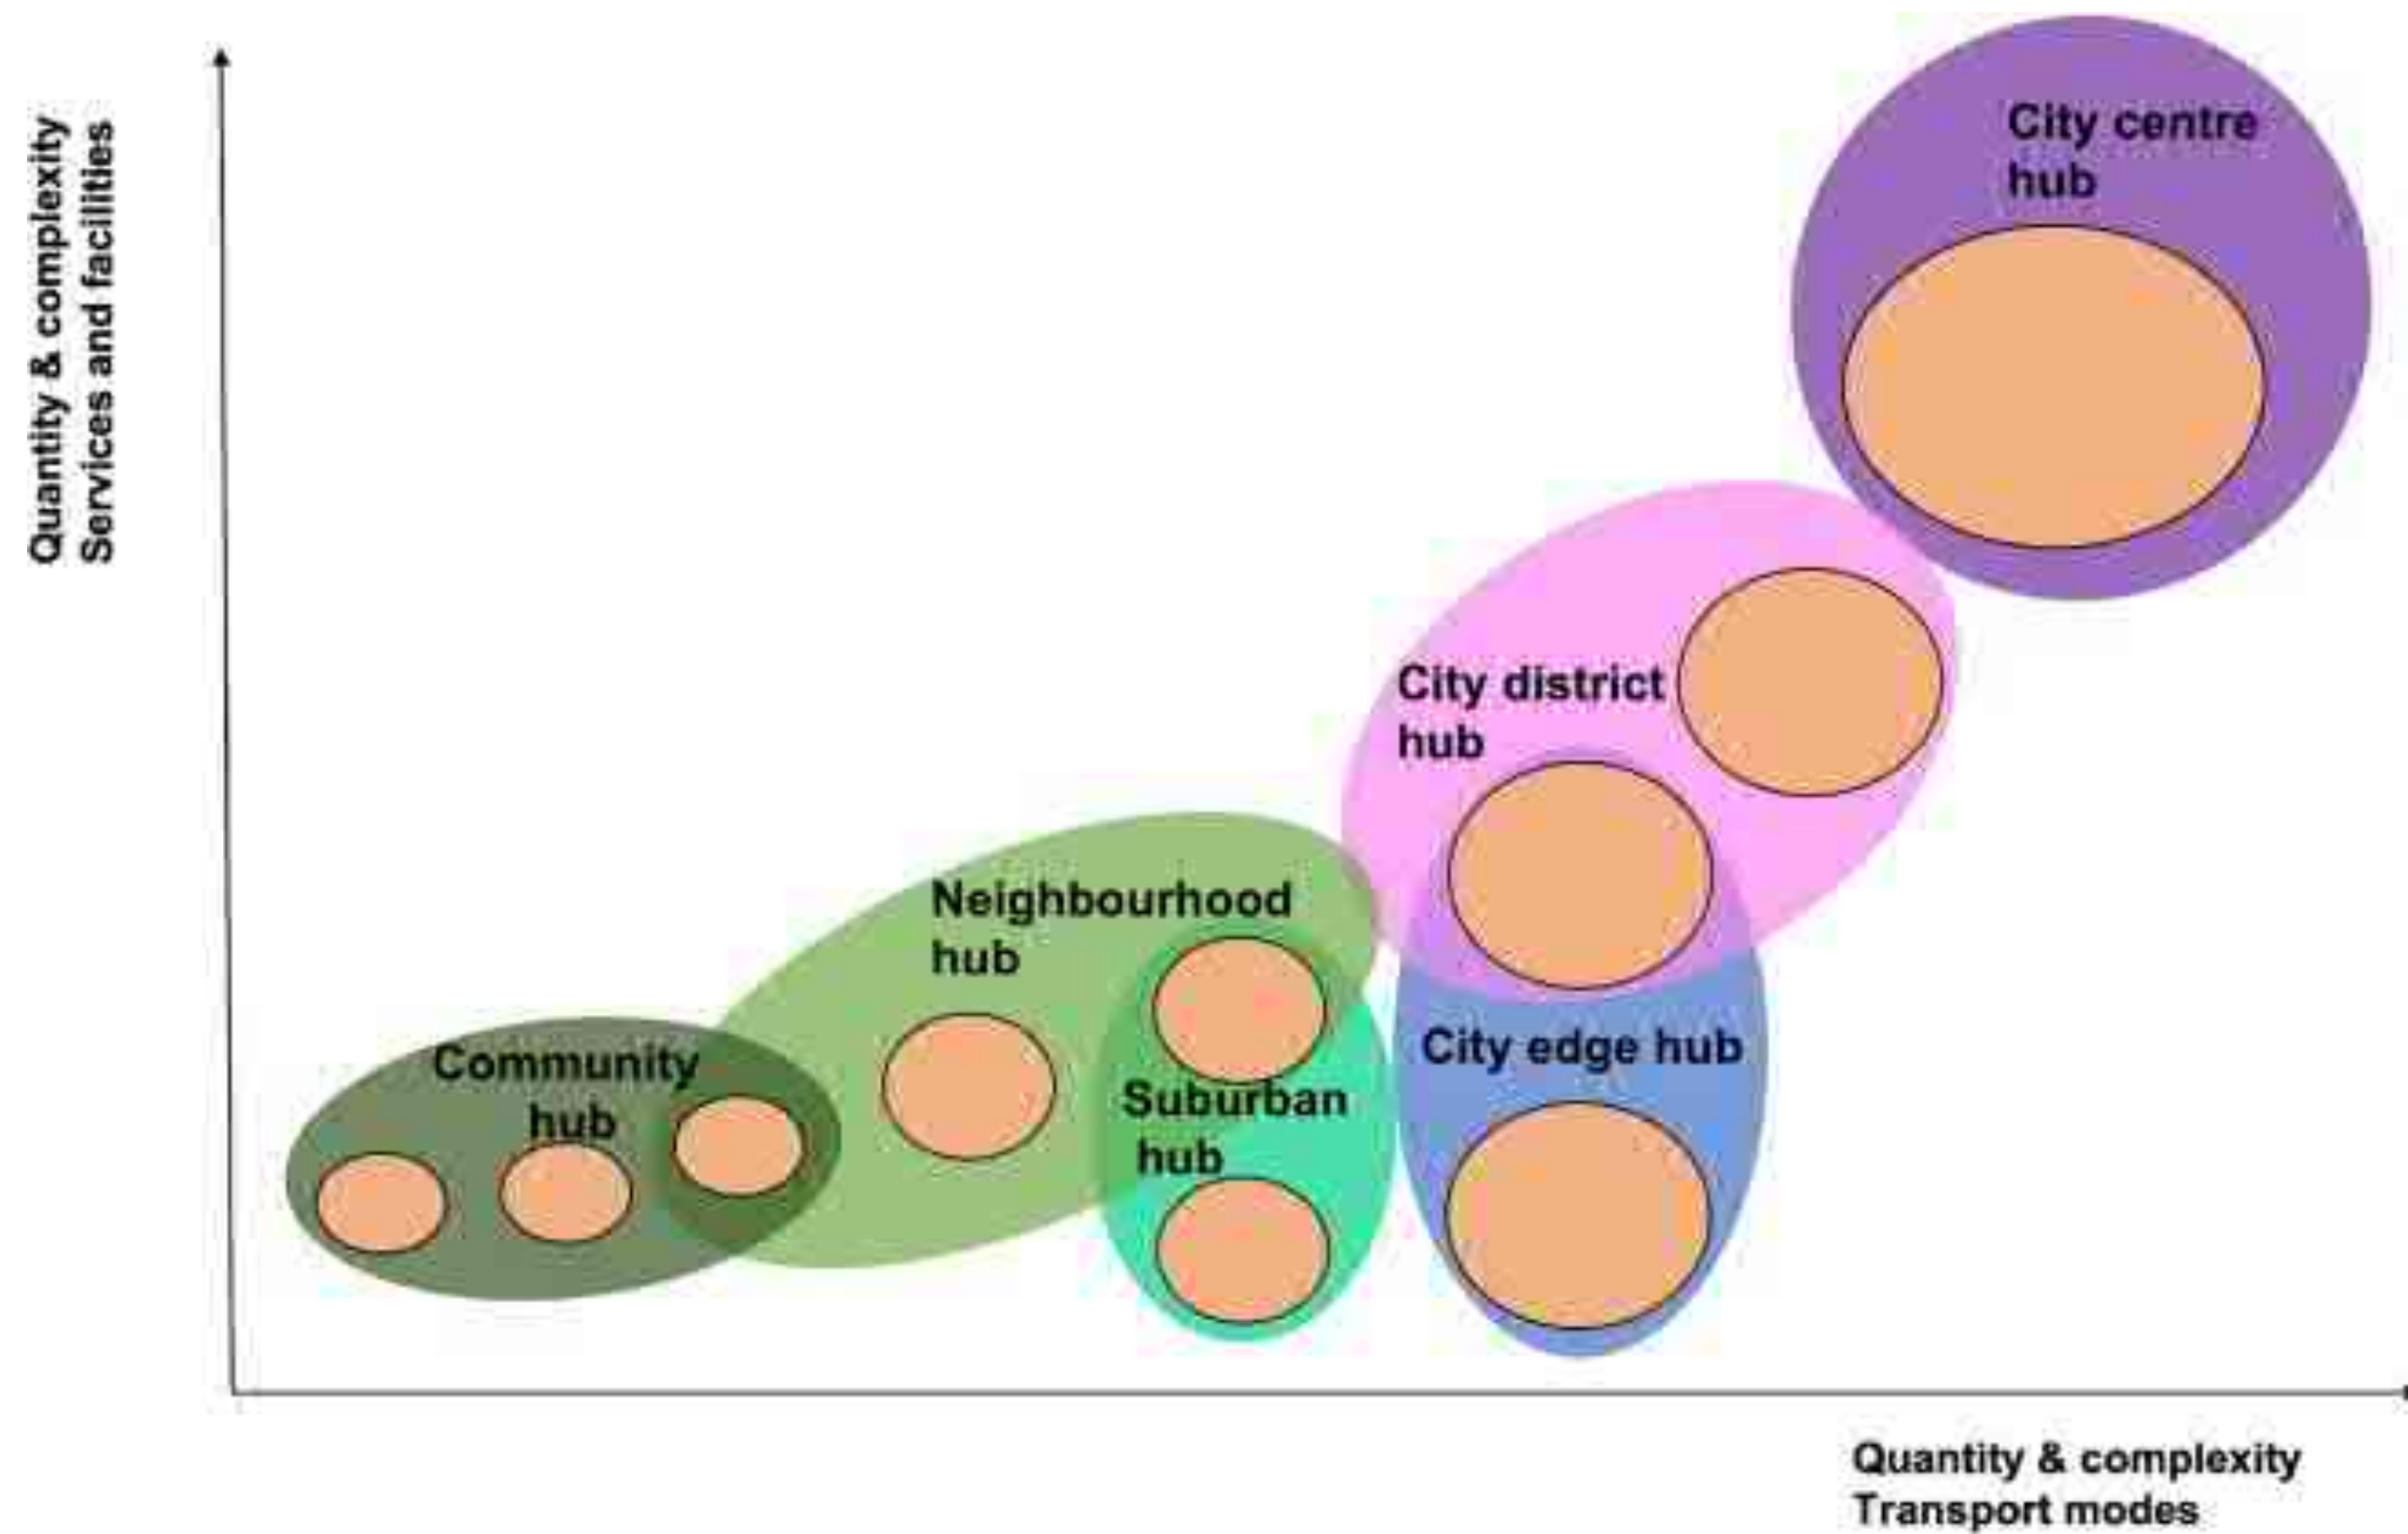 Quantity & complexity
Services and facilities
City centre
hub
City district
hub
Neighbourhood
hub
City edge hub
Community
hub
Suburban
hub
Quantity & complexity
Transport modes